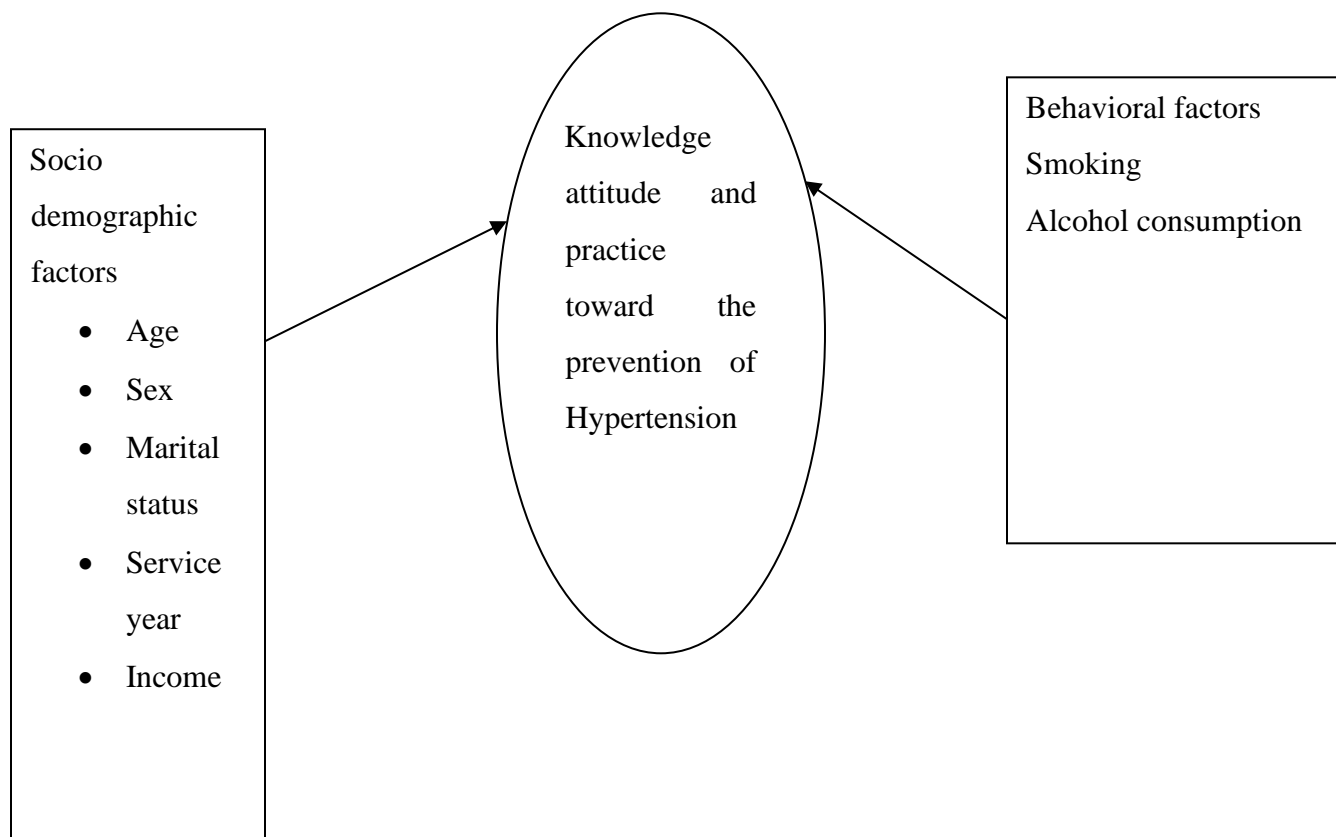 Socio
demographic
factors
• Age
• Sex
• Marital
status
• Service
year
• Income
Knowledge
attitude and
practice
toward the
prevention of
Hypertension
Behavioral factors
Smoking
Alcohol consumption